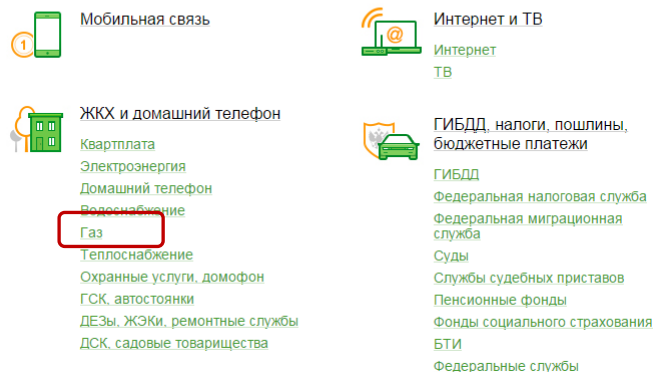 Мобильная связь
ЖКХ и домашний телефон
Квартплата
Электроэнергия
Домашний телефон
Водоснабжение
Газ
Теплоснабжение
Охранные услуги, домофон
ГСК, автостоянки
ДЕЗы, ЖЭКи, ремонтные службы
ДСК, садовые товарищества
Интернет и ТВ
Интернет
ТВ
ГИБДД, налоги, пошлины,
бюджетные платежи
ГИБДД
Федеральная налоговая служба
Федеральная миграционная
служба
Суды
Службы судебных приставов
Пенсионные фонды
Фонды социального страхования
БТИ
Федеральные службы